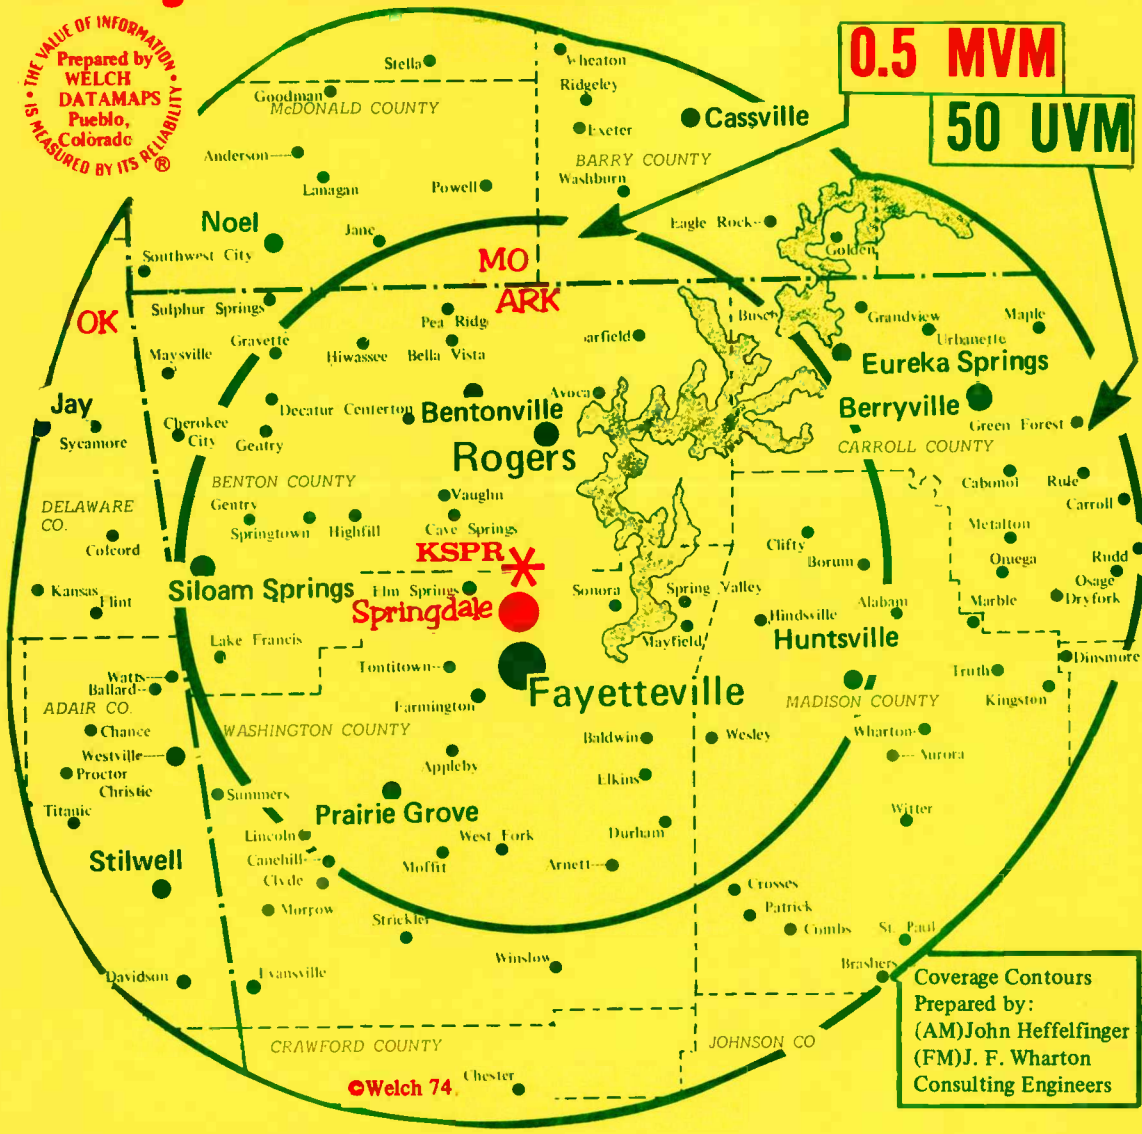 THE VALUE OF INFORMATION
IS MEASURED BY ITS RELIABILITY ®
Prepared by
WELCH
DATAMAPS
Pueblo,
Colorado
0.5 MVM
50 UVM
Stella
Wheaton
Goodman
Ridgeley
McDONALD COUNTY
Cassville
Exeter
Anderson
BARRY COUNTY
Lanagan
Powell
Washburn
Noel
Jane
Eagle Rock
Golden
Southwest City
MO
ARK
OK
Sulphur Springs
Pea Ridg
Busch
Grandview
Maple
Gravette
Hiwassee
Bella Vista
arfield
Urbanette
Maysville
Eureka Springs
Jay
Decatur
Centerton
Bentonville
Avoca
Berryville
Sycamore
Cherokee
City
Gentry
Rogers
Green Forest
CARROLL COUNTY
BENTON COUNTY
Vaughn
Rule
DELAWARE
CO.
Gentry
Springtown
Highfill
Cave Springs
Carroll
Metalton
Colcord
KSPR
Clifty
Borum
Omega
Rudd
Kansas
Siloam Springs
Elm Springs
Sonora
Spring Valley
Osage
Dryfork
Flint
Springdale
Hindsville
Alabam
Marble
Lake Francis
Mayfield
Huntsville
Dinsmore
Watts
Tontitown
Truth
Ballard
Fayetteville
Kingston
ADAIR CO.
Farmington
MADISON COUNTY
Chance
WASHINGTON COUNTY
Baldwin
Wesley
Wharton
Westville
Appleby
Aurora
Proctor
Christie
Elkins
Titanic
Summers
Prairie Grove
Witter
Lincoln
West Fork
Durham
Stilwell
Canehill
Moffit
Arnett
Clyde
Crosses
Morrow
Patrick
Strickler
Combs
St. Paul
Winslow
Brashers
Davidson
Evansville
Coverage Contours
Prepared by:
(AM)John Heffelfinger
(FM)J. F. Wharton
Consulting Engineers
CRAWFORD COUNTY
JOHNSON CO
©Welch 74
Chester